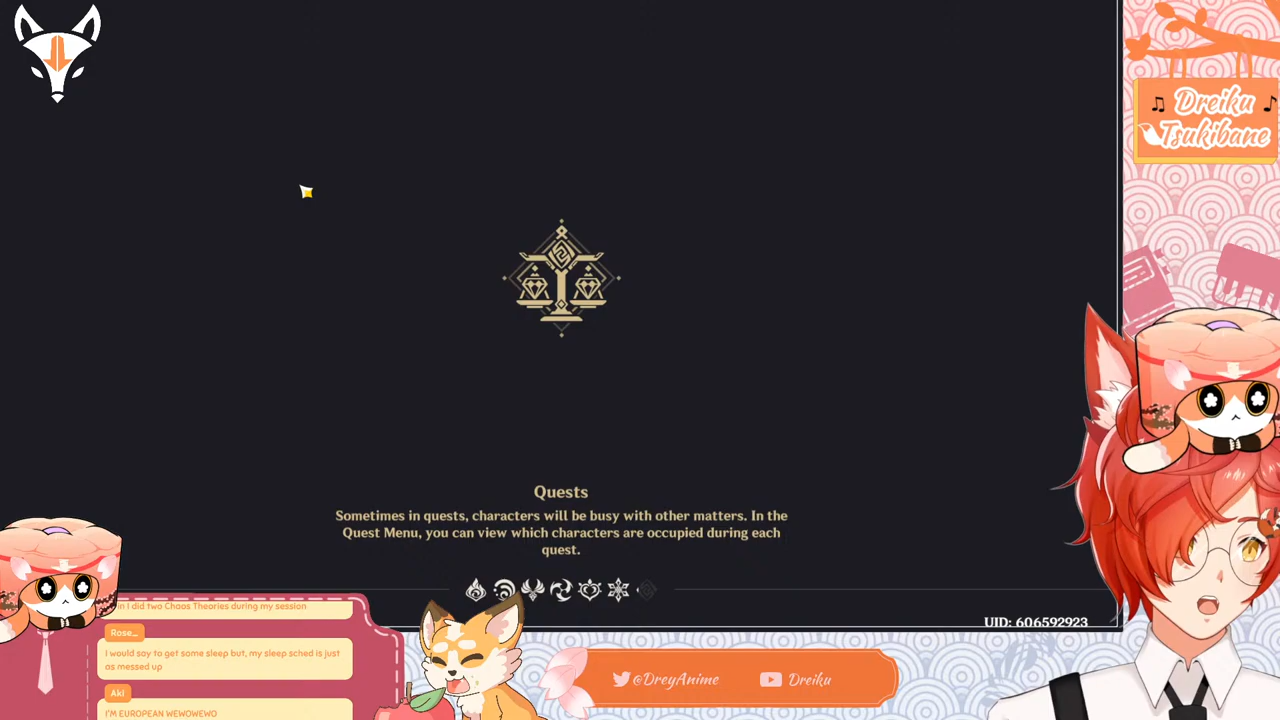 Dreiku
Tsukibane
Quests
Sometimes in quests, characters will be busy with other matters. In the
Quest Menu, you can view which characters are occupied during each
quest.
UID: 606592923
in I did two Chaos Theories during my session
Rose...
I would say to get some sleep but, my sleep sched is just
as messed up
Aki
I'M EUROPEAN WEWOWEWO
@DreyAnime
Dreiku